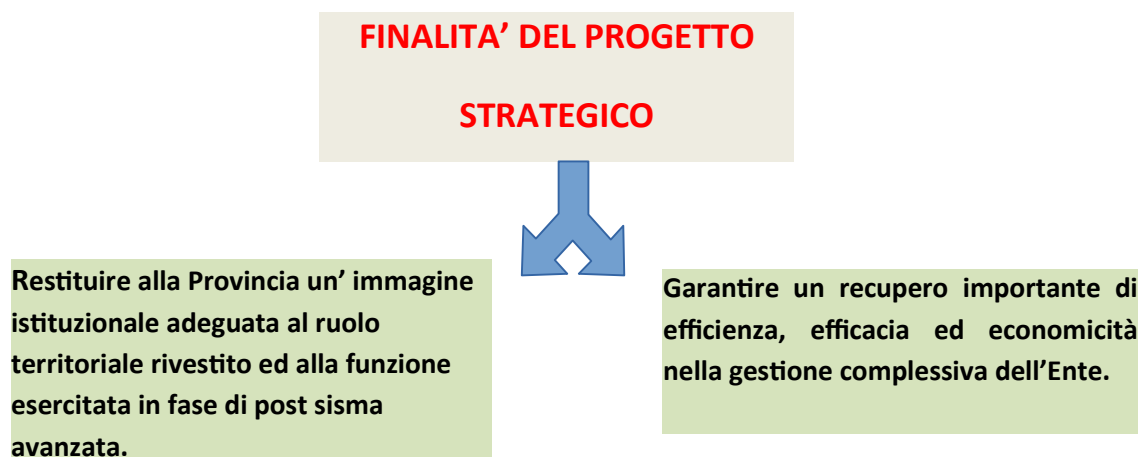 FINALITA’ DEL PROGETTO
STRATEGICO
Restituire alla Provincia un’ immagine
istituzionale adeguata al ruolo
territoriale rivestito ed alla funzione
esercitata in fase di post sisma
avanzata.
Garantire un recupero importante di
efficienza, efficacia ed economicità
nella gestione complessiva dell’Ente.